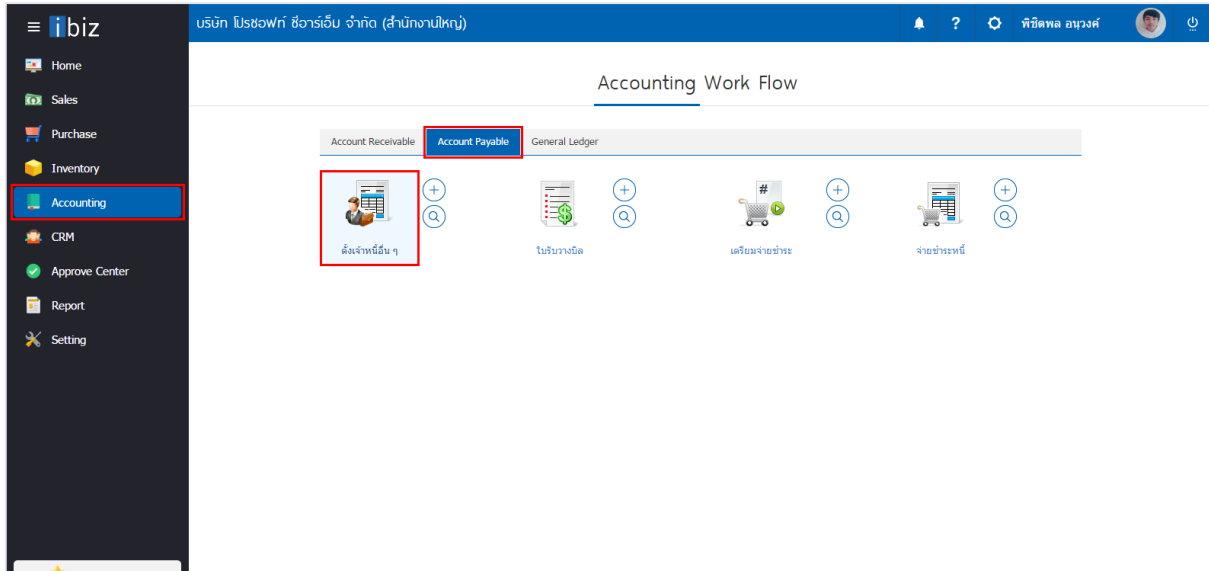 ≡ ibiz
บริษัท โปรซอฟท์ ซีอาร์เอ็ม จำกัด (สำนักงานใหญ่)
? พิชิตพล อนุวงศ์
Home
Sales
Purchase
Inventory
Accounting
CRM
Approve Center
Report
Setting
Accounting Work Flow
Account Receivable Account Payable General Ledger
ตั้งเจ้าหนี้อื่น ๆ ใบรับวางบิล เตรียมจ่ายชำระ จ่ายชำระหนี้